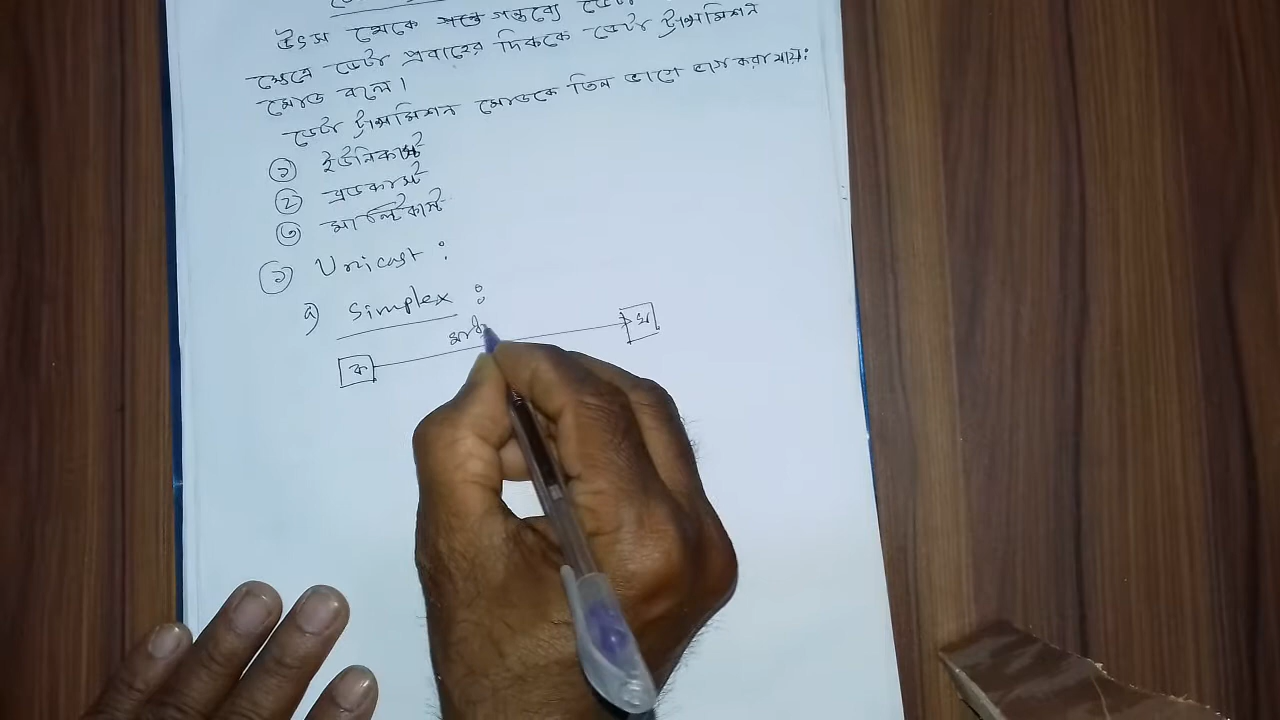 উৎস থেকে গন্তব্যে
ডেটা প্রবাহের দিককে ডেটা ট্রান্সমিশন
মোড বলে।
ডেটা ট্রান্সমিশন মোডকে তিন ভাগে ভাগ করা যায়ঃ
১ ইউনিকাস্ট
২ ব্রডকাস্ট
৩ মাল্টিকাস্ট
১ Unicast :
a) Simplex :
ক
খ